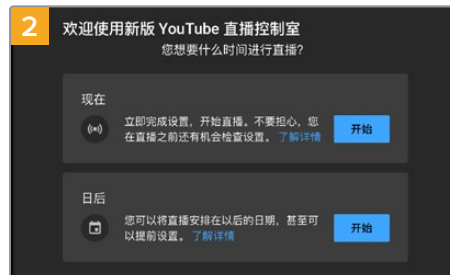 2
欢迎使用新版 YouTube 直播控制室
您想要什么时间进行直播?
现在
立即完成设置，开始直播。不要担心，您
在直播之前还有机会检查设置。了解详情
开始
日后
您可以将直播安排在以后的日期，甚至可
以提前设置。了解详情
开始